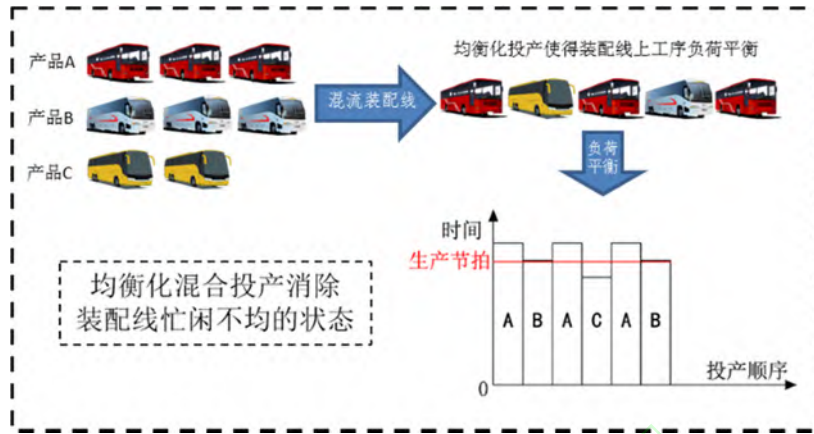 产品A
产品B
产品C
混流装配线
均衡化投产使得装配线上工序负荷平衡
负荷
平衡
均衡化混合投产消除
装配线忙闲不均的状态
时间
生产节拍
A B A C A B
0
投产顺序